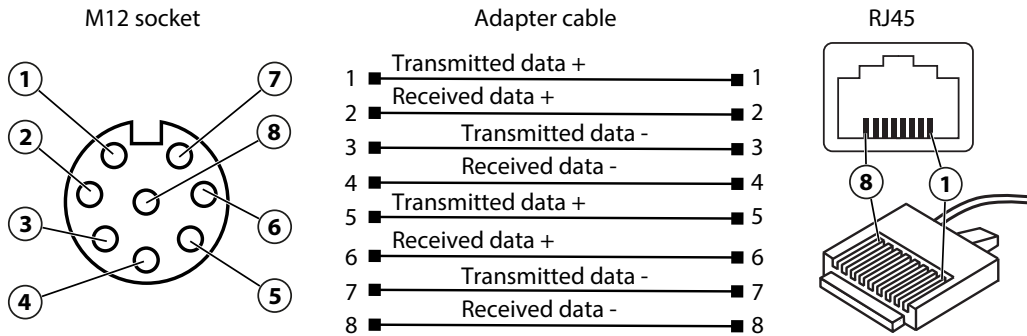 M12 socket
Adapter cable
RJ45
1
2
3
4
7
8
6
5
1 Transmitted data + 1
2 Received data + 2
3 Transmitted data - 3
4 Received data - 4
5 Transmitted data + 5
6 Received data + 6
7 Transmitted data - 7
8 Received data - 8
8 1